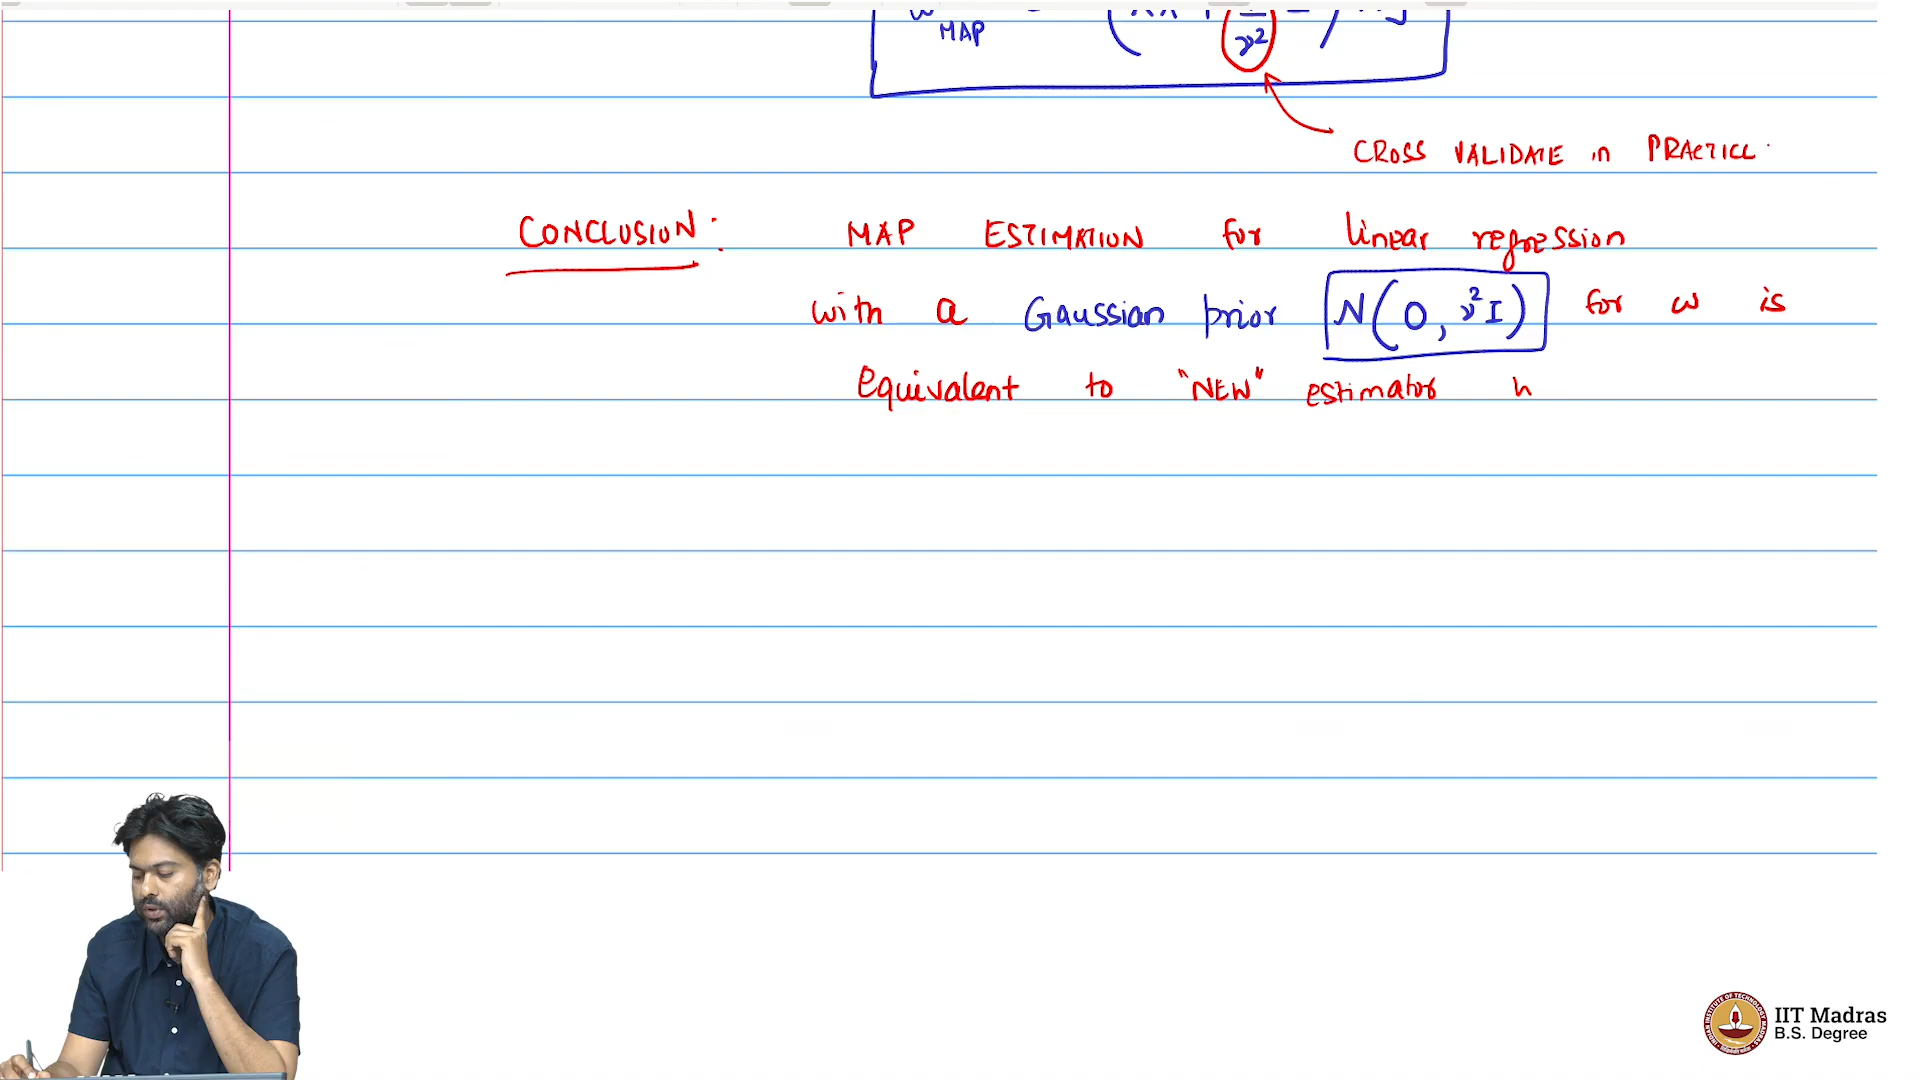 MAP
γ²
CROSS VALIDATE in PRACTICE.
CONCLUSION: MAP ESTIMATION for linear regression
with a Gaussian prior N(0, γ²I) for w is
Equivalent to "NEW" estimator
IIT Madras
B.S. Degree